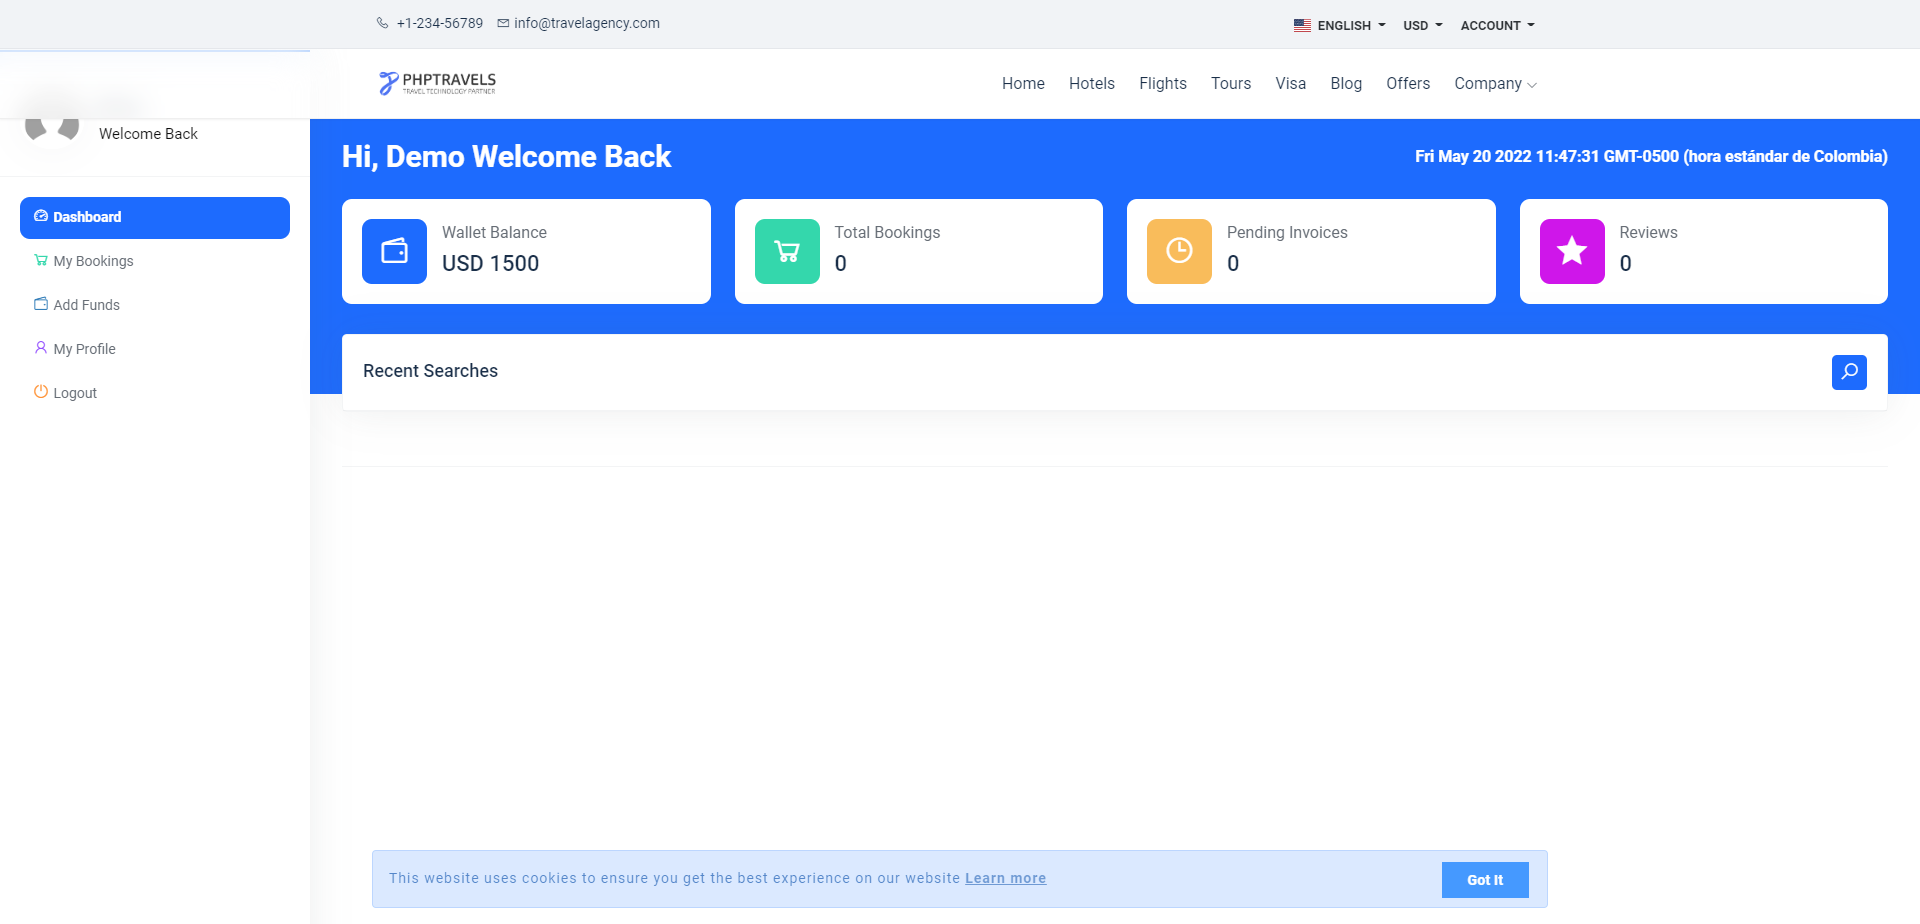 +1-234-56789 info@travelagency.com ENGLISH USD ACCOUNT
PHPTRAVELS
TRAVEL TECHNOLOGY PARTNER
Home Hotels Flights Tours Visa Blog Offers Company
Welcome Back
Dashboard
My Bookings
Add Funds
My Profile
Logout
Hi, Demo Welcome Back
Fri May 20 2022 11:47:31 GMT-0500 (hora estándar de Colombia)
Wallet Balance
USD 1500
Total Bookings
0
Pending Invoices
0
Reviews
0
Recent Searches
This website uses cookies to ensure you get the best experience on our website Learn more
Got It